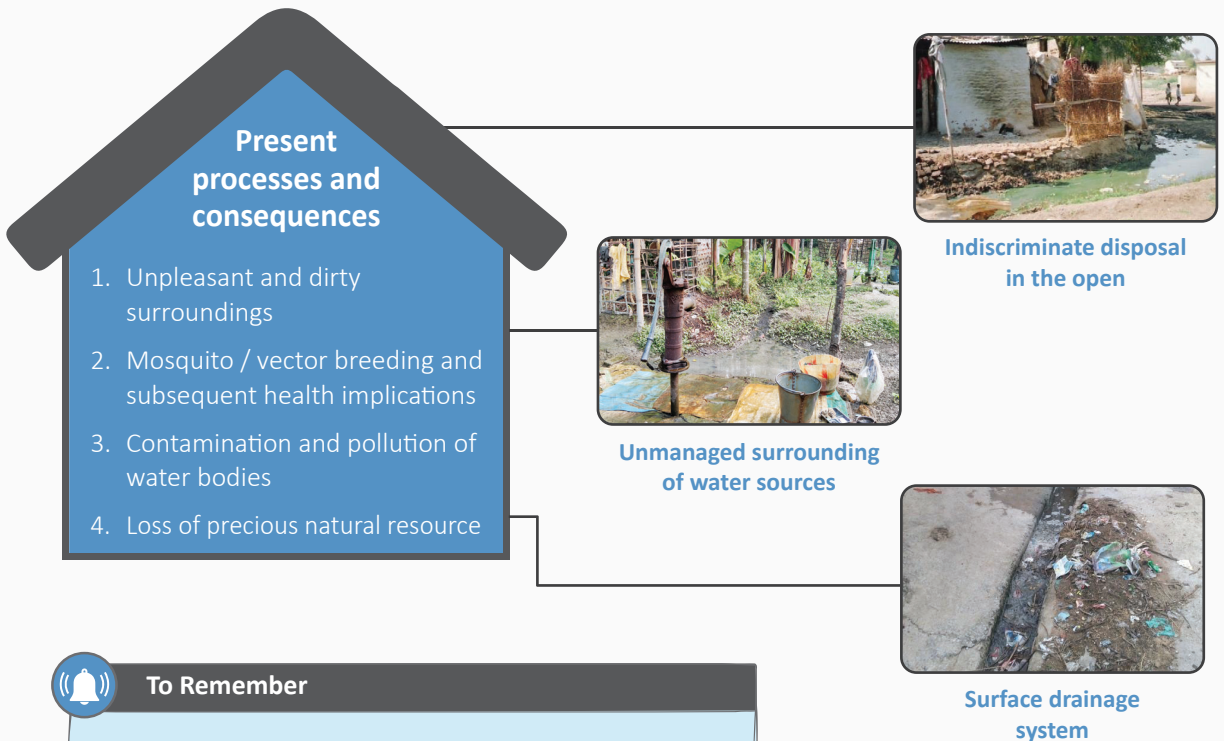 Present
processes and
consequences
1. Unpleasant and dirty
surroundings
2. Mosquito / vector breeding and
subsequent health implications
3. Contamination and pollution of
water bodies
4. Loss of precious natural resource
Indiscriminate disposal
in the open
Unmanaged surrounding
of water sources
Surface drainage
system
To Remember